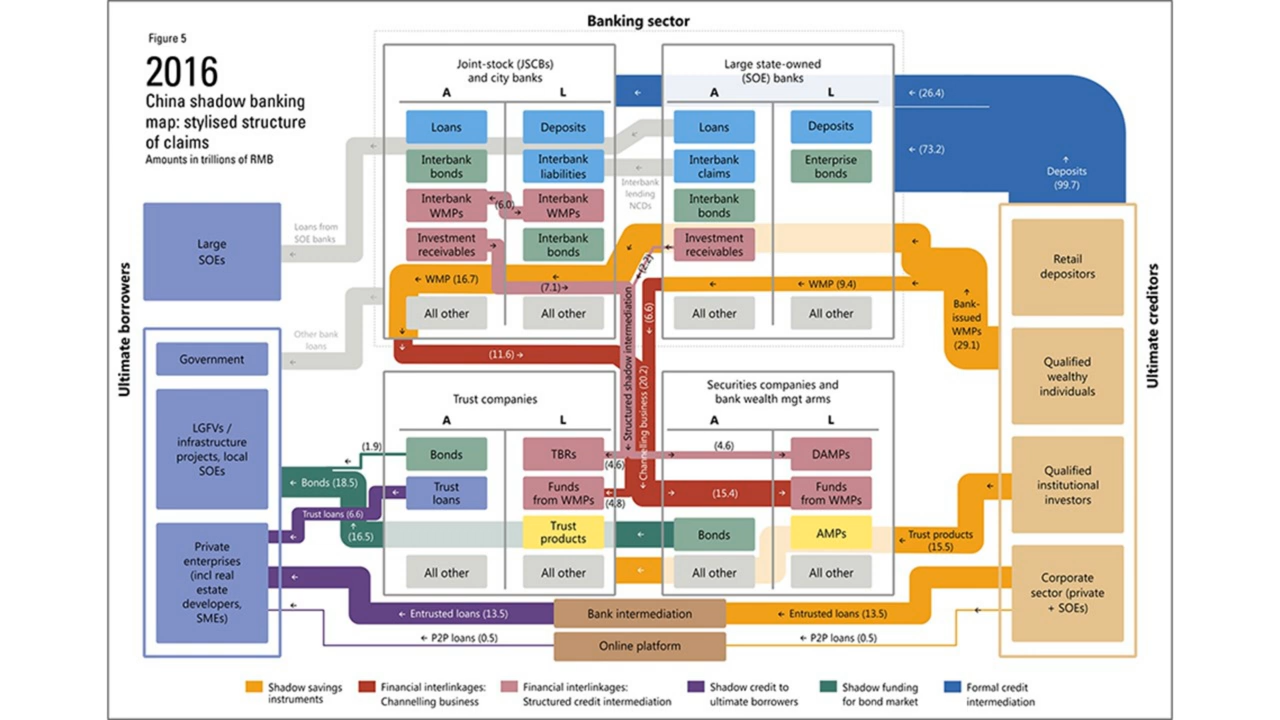 Banking sector
Figure 5
2016
China shadow banking
map: stylised structure
of claims
Amounts in trillions of RMB
Joint-stock (JSCBs)
and city banks
A
L
Loans
Deposits
Interbank
bonds
Interbank
liabilities
Interbank
WMPs
(6.0)
Interbank
WMPs
Investment
receivables
Interbank
bonds
← WMP (16.7)
(7.1)→
All other
All other
(11.6) →
Large state-owned
(SOE) banks
A
L
Loans
Deposits
Interbank
claims
Enterprise
bonds
Interbank
bonds
Investment
receivables
← WMP (9.4)
All other
All other
Interbank
lending
NCDs
(2.2)
← (6.6)
← Structured shadow intermediation
← Channelling business (20.2)
← (26.4)
← (73.2)
Deposits
(99.7)
Ultimate borrowers
Large
SOEs
Loans from
SOE banks
Other bank
loans
Government
LGFVs /
infrastructure
projects, local
SOEs
Private
enterprises
(incl real
estate
developers,
SMEs)
Trust companies
A
L
Bonds
TBRs
Trust
loans
Funds
from WMPs
Trust
products
All other
All other
(1.9)
← Bonds (18.5)
Trust loans (6.6)
(16.5)
(4.6)
(4.8)
Securities companies and
bank wealth mgt arms
A
L
(4.6)
DAMPs
(15.4)
Funds
from WMPs
Bonds
AMPs
All other
All other
Ultimate creditors
Retail
depositors
Qualified
wealthy
individuals
Qualified
institutional
investors
Corporate
sector (private
+ SOEs)
Bank-
issued
WMPs
(29.1)
Trust products
(15.5)
← Entrusted loans (13.5)
Bank intermediation
← Entrusted loans (13.5)
← P2P loans (0.5)
Online platform
← P2P loans (0.5)
Shadow savings
instruments
Financial interlinkages:
Channelling business
Financial interlinkages:
Structured credit intermediation
Shadow credit to
ultimate borrowers
Shadow funding
for bond market
Formal credit
intermediation